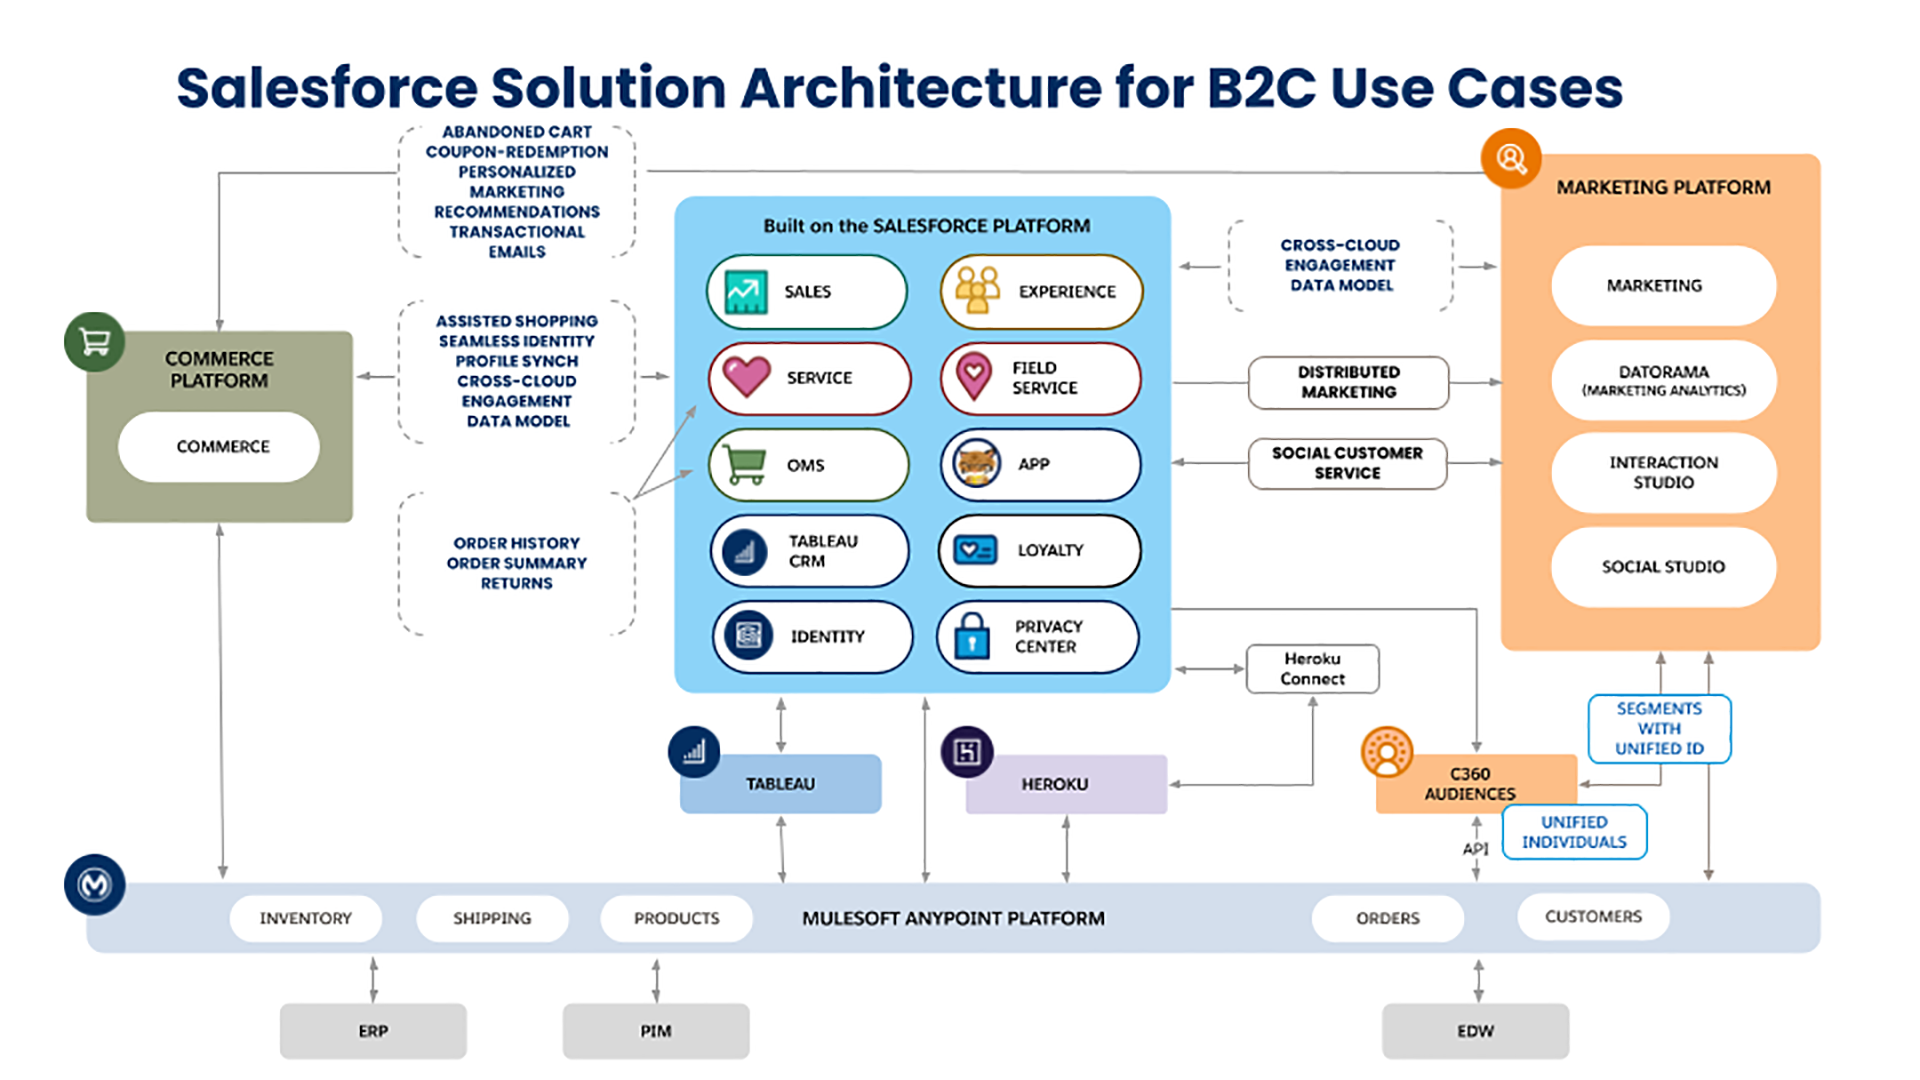 Salesforce Solution Architecture for B2C Use Cases
ABANDONED CART
COUPON-REDEMPTION
PERSONALIZED
MARKETING
RECOMMENDATIONS
TRANSACTIONAL
EMAILS
ASSISTED SHOPPING
SEAMLESS IDENTITY
PROFILE SYNCH
CROSS-CLOUD
ENGAGEMENT
DATA MODEL
ORDER HISTORY
ORDER SUMMARY
RETURNS
COMMERCE
PLATFORM
COMMERCE
Built on the SALESFORCE PLATFORM
SALES
EXPERIENCE
SERVICE
FIELD
SERVICE
OMS
APP
TABLEAU
CRM
LOYALTY
IDENTITY
PRIVACY
CENTER
CROSS-CLOUD
ENGAGEMENT
DATA MODEL
DISTRIBUTED
MARKETING
SOCIAL CUSTOMER
SERVICE
MARKETING PLATFORM
MARKETING
DATORAMA
(MARKETING ANALYTICS)
INTERACTION
STUDIO
SOCIAL STUDIO
Heroku
Connect
SEGMENTS
WITH
UNIFIED ID
TABLEAU
HEROKU
C360
AUDIENCES
UNIFIED
INDIVIDUALS
API
INVENTORY
SHIPPING
PRODUCTS
MULESOFT ANYPOINT PLATFORM
ORDERS
CUSTOMERS
ERP
PIM
EDW